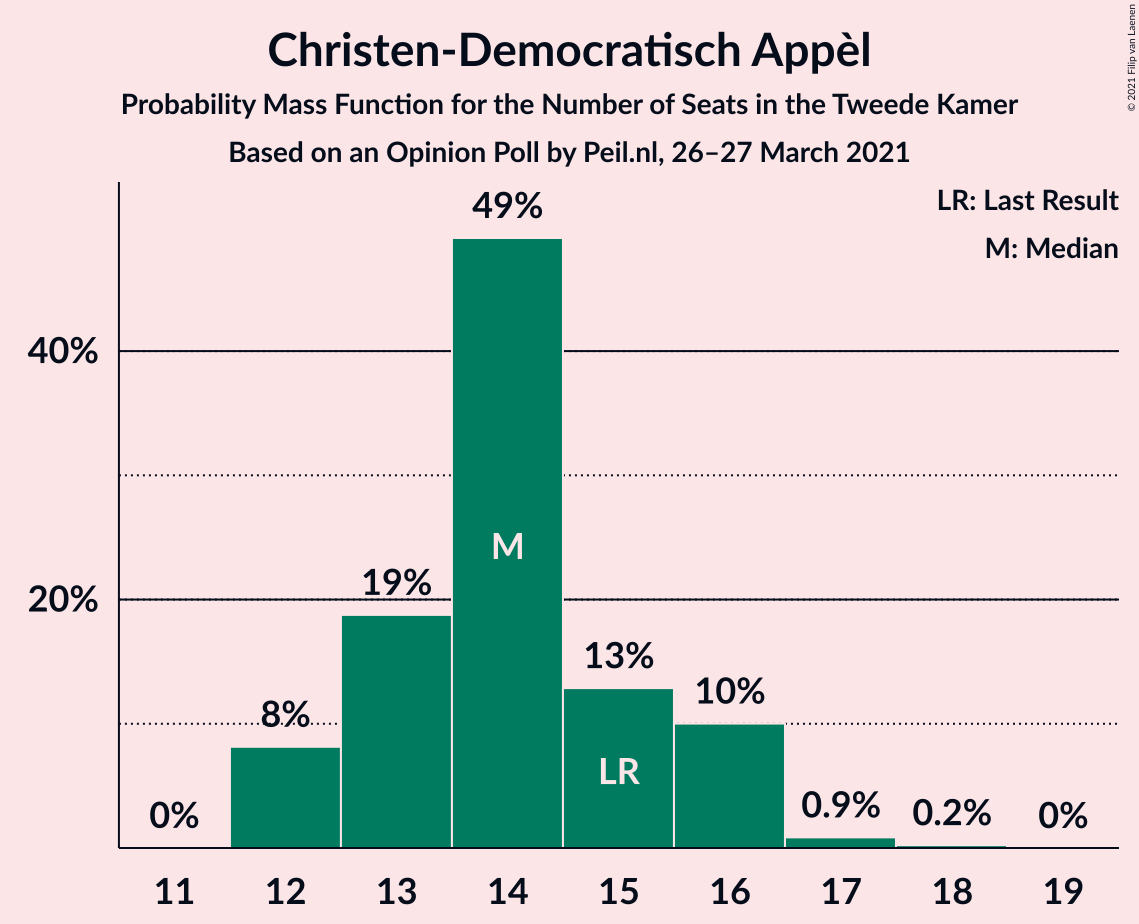 Christen-Democratisch Appèl
Probability Mass Function for the Number of Seats in the Tweede Kamer
Based on an Opinion Poll by Peil.nl, 26–27 March 2021
© 2021 Filip van Laenen
LR: Last Result
M: Median
49%
40%
M
19%
20%
13%
10%
8%
LR
0%
0.9%
0.2%
0%
11 12 13 14 15 16 17 18 19